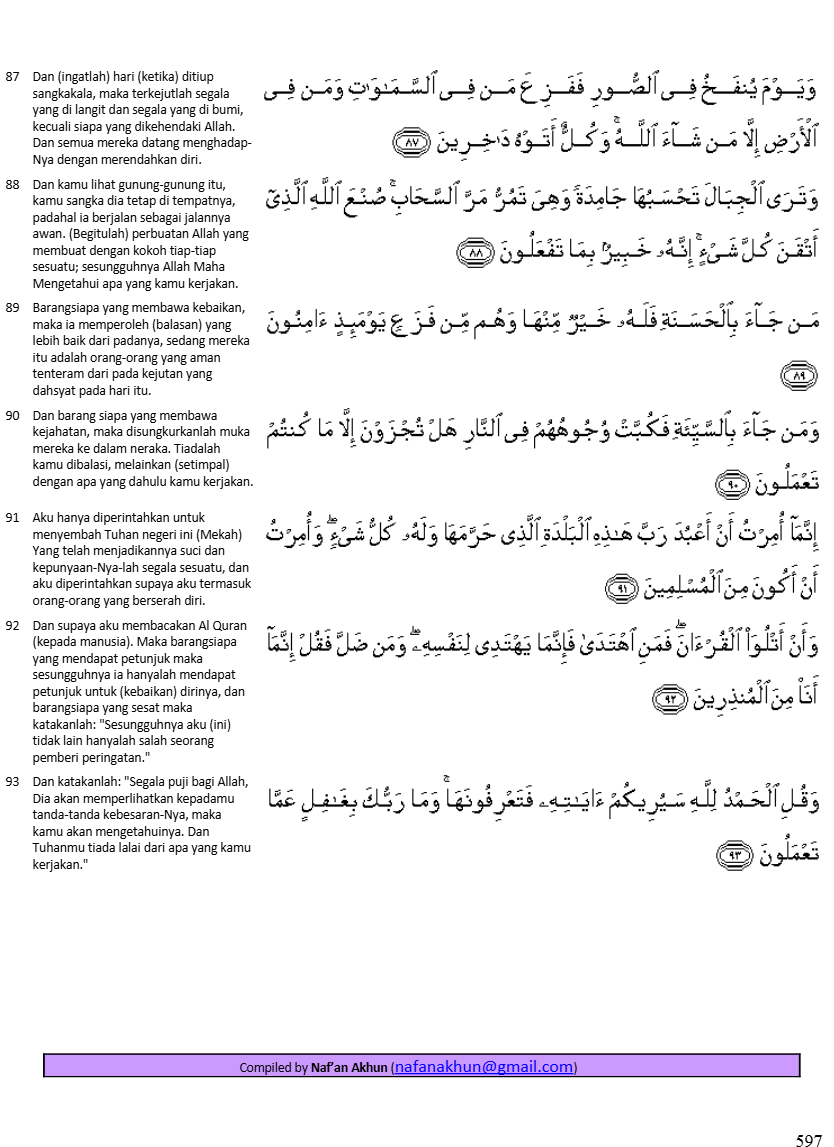 87 Dan (ingatlah) hari (ketika) ditiup
sangkakala, maka terkejutlah segala
yang di langit dan segala yang di bumi,
kecuali siapa yang dikehendaki Allah.
Dan semua mereka datang menghadap-
Nya dengan merendahkan diri.
وَيَوْمَ يُنفَخُ فِى ٱلصُّورِ فَفَزِعَ مَن فِى ٱلسَّمَـٰوَٰتِ وَمَن فِى
ٱلْأَرْضِ إِلَّا مَن شَآءَ ٱللَّهُ ۚ وَكُلٌّ أَتَوْهُ دَٰخِرِينَ ٨٧
88 Dan kamu lihat gunung-gunung itu,
kamu sangka dia tetap di tempatnya,
padahal ia berjalan sebagai jalannya
awan. (Begitulah) perbuatan Allah yang
membuat dengan kokoh tiap-tiap
sesuatu; sesungguhnya Allah Maha
Mengetahui apa yang kamu kerjakan.
وَتَرَى ٱلْجِبَالَ تَحْسَبُهَا جَامِدَةً وَهِىَ تَمُرُّ مَرَّ ٱلسَّحَابِ ۚ صُنْعَ ٱللَّهِ ٱلَّذِىٓ
أَتْقَنَ كُلَّ شَىْءٍ ۚ إِنَّهُۥ خَبِيرٌۢ بِمَا تَفْعَلُونَ ٨٨
89 Barangsiapa yang membawa kebaikan,
maka ia memperoleh (balasan) yang
lebih baik dari padanya, sedang mereka
itu adalah orang-orang yang aman
tenteram dari pada kejutan yang
dahsyat pada hari itu.
مَن جَآءَ بِٱلْحَسَنَةِ فَلَهُۥ خَيْرٌ مِّنْهَا وَهُم مِّن فَزَعٍ يَوْمَئِذٍ ءَامِنُونَ
٨٩
90 Dan barang siapa yang membawa
kejahatan, maka disungkurkanlah muka
mereka ke dalam neraka. Tiadalah
kamu dibalasi, melainkan (setimpal)
dengan apa yang dahulu kamu kerjakan.
وَمَن جَآءَ بِٱلسَّيِّئَةِ فَكُبَّتْ وُجُوهُهُمْ فِى ٱلنَّارِ هَلْ تُجْزَوْنَ إِلَّا مَا كُنتُمْ
تَعْمَلُونَ ٩٠
91 Aku hanya diperintahkan untuk
menyembah Tuhan negeri ini (Mekah)
Yang telah menjadikannya suci dan
kepunyaan-Nya-lah segala sesuatu, dan
aku diperintahkan supaya aku termasuk
orang-orang yang berserah diri.
إِنَّمَآ أُمِرْتُ أَنْ أَعْبُدَ رَبَّ هَـٰذِهِ ٱلْبَلْدَةِ ٱلَّذِى حَرَّمَهَا وَلَهُۥ كُلُّ شَىْءٍ ۖ وَأُمِرْتُ
أَنْ أَكُونَ مِنَ ٱلْمُسْلِمِينَ ٩١
92 Dan supaya aku membacakan Al Quran
(kepada manusia). Maka barangsiapa
yang mendapat petunjuk maka
sesungguhnya ia hanyalah mendapat
petunjuk untuk (kebaikan) dirinya, dan
barangsiapa yang sesat maka
katakanlah: "Sesungguhnya aku (ini)
tidak lain hanyalah salah seorang
pemberi peringatan."
وَأَنْ أَتْلُوَا۟ ٱلْقُرْءَانَ ۖ فَمَنِ ٱهْتَدَىٰ فَإِنَّمَا يَهْتَدِى لِنَفْسِهِۦ ۖ وَمَن ضَلَّ فَقُلْ إِنَّمَآ
أَنَا۠ مِنَ ٱلْمُنذِرِينَ ٩٢
93 Dan katakanlah: "Segala puji bagi Allah,
Dia akan memperlihatkan kepadamu
tanda-tanda kebesaran-Nya, maka
kamu akan mengetahuinya. Dan
Tuhanmu tiada lalai dari apa yang kamu
kerjakan."
وَقُلِ ٱلْحَمْدُ لِلَّهِ سَيُرِيكُمْ ءَايَـٰتِهِۦ فَتَعْرِفُونَهَا ۚ وَمَا رَبُّكَ بِغَـٰفِلٍ عَمَّا
تَعْمَلُونَ ٩٣
Compiled by Naf’an Akhun (nafanakhun@gmail.com)
597